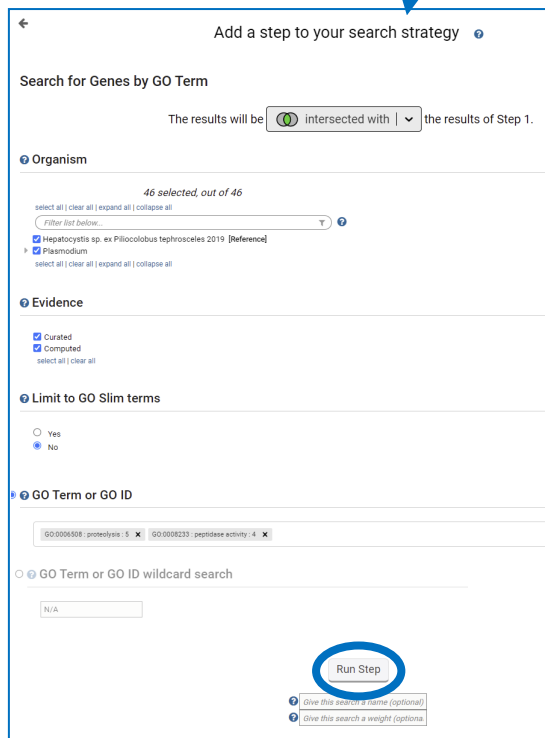 Add a step to your search strategy
Search for Genes by GO Term
The results will be intersected with the results of Step 1.
Organism
46 selected, out of 46
select all | clear all | expand all | collapse all
Filter list below...
Hepatocystis sp. ex Piliocolobus tephrosceles 2019 [Reference]
Plasmodium
select all | clear all | expand all | collapse all
Evidence
Curated
Computed
select all | clear all
Limit to GO Slim terms
Yes
No
GO Term or GO ID
GO:0006508 : proteolysis : 5 GO:0008233 : peptidase activity : 4
GO Term or GO ID wildcard search
N/A
Run Step
Give this search a name (optional)
Give this search a weight (optiona.